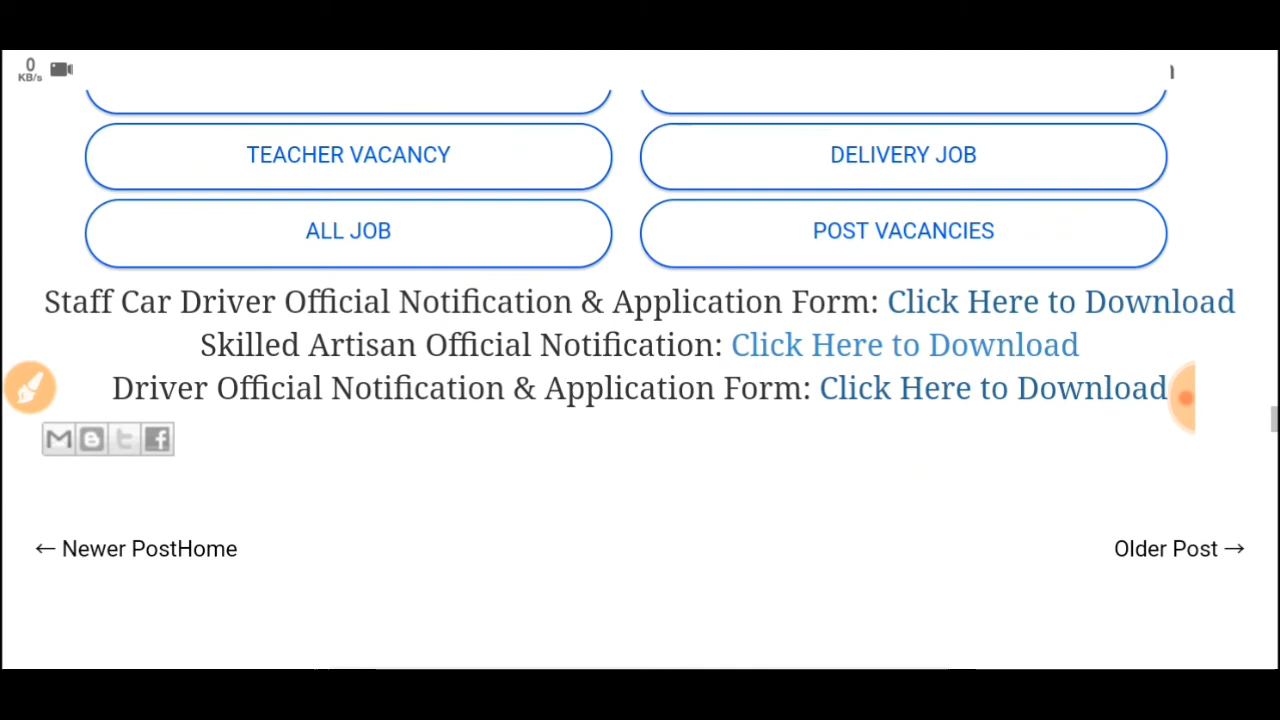 0
KB/s
TEACHER VACANCY
DELIVERY JOB
ALL JOB
POST VACANCIES
Staff Car Driver Official Notification & Application Form: Click Here to Download
Skilled Artisan Official Notification: Click Here to Download
Driver Official Notification & Application Form: Click Here to Download
← Newer PostHome
Older Post →